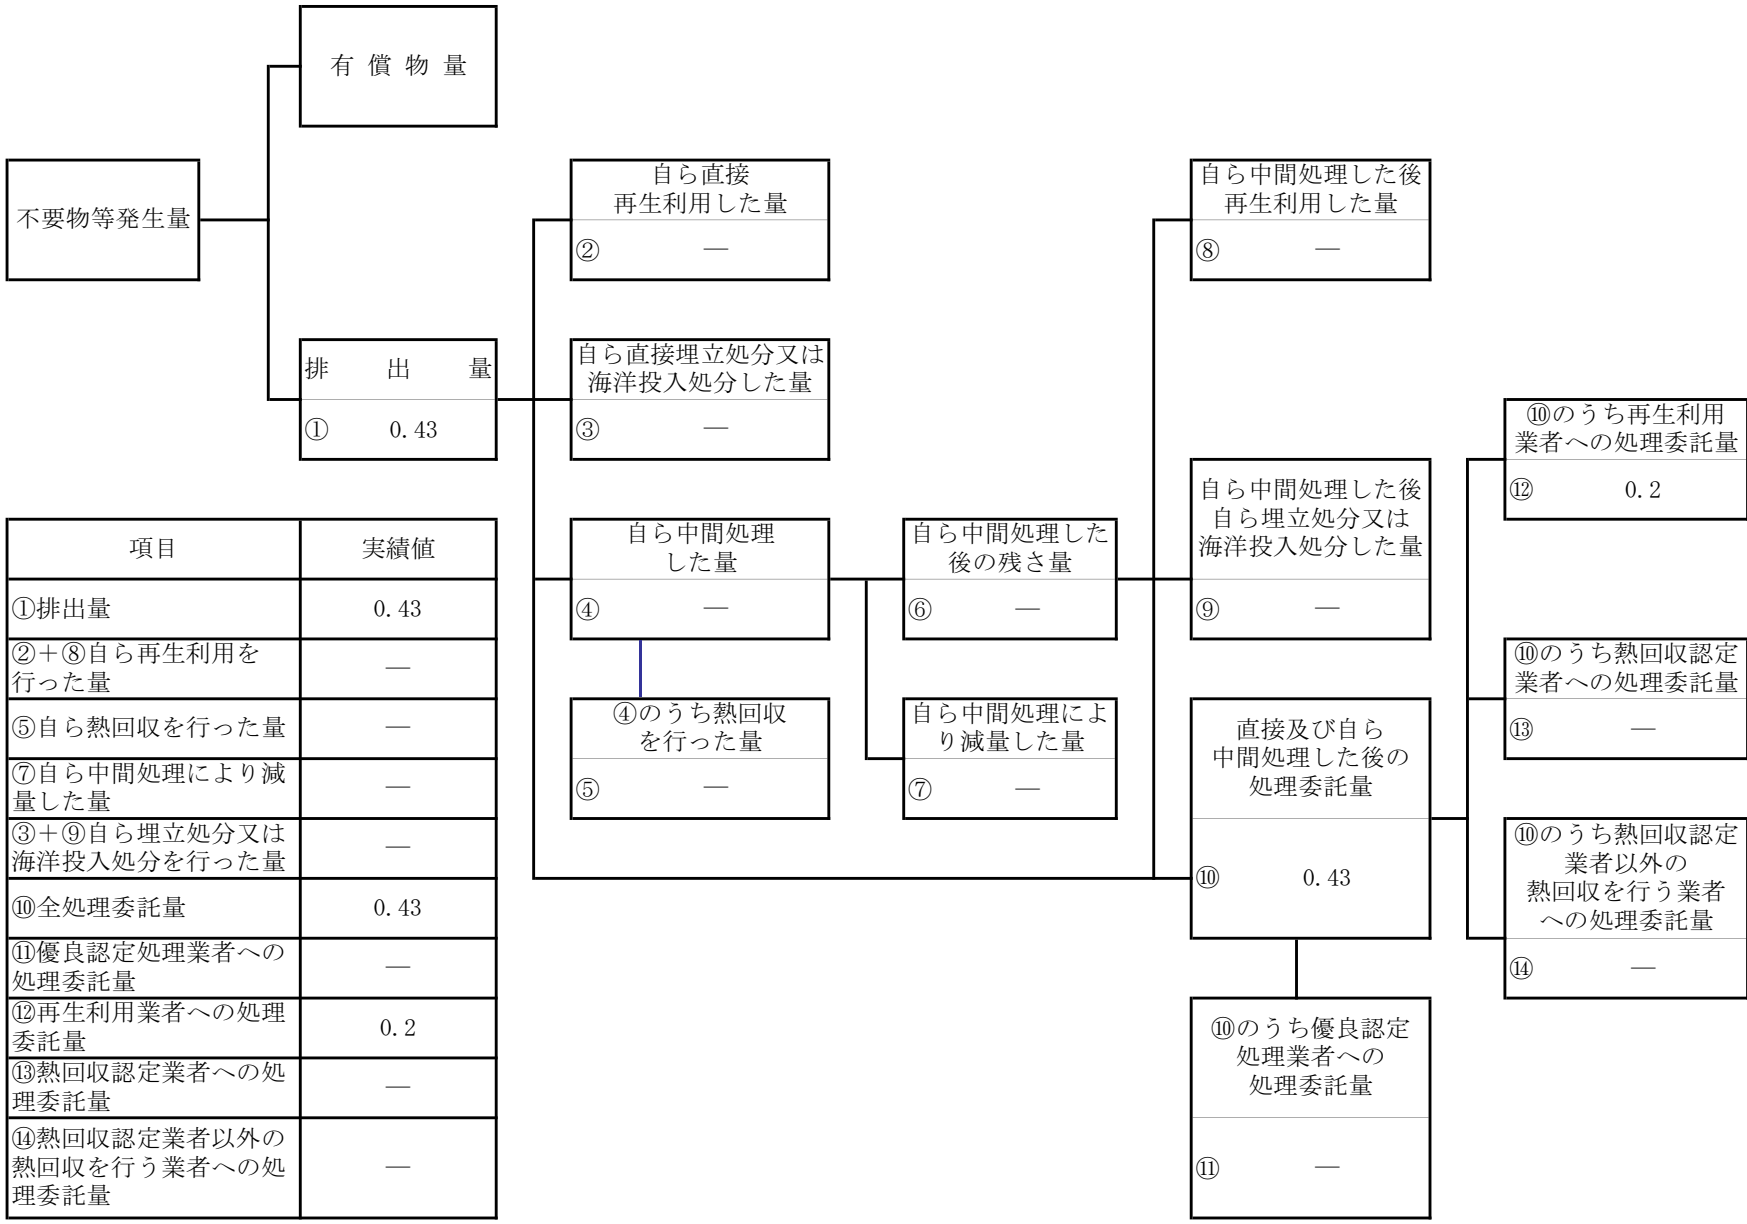 有償物量
不要物等発生量
排出量
① 0.43
自ら直接
再生利用した量
② ―
自ら直接埋立処分又は
海洋投入処分した量
③ ―
自ら中間処理
した量
④ ―
④のうち熱回収
を行った量
⑤ ―
自ら中間処理した
後の残さ量
⑥ ―
自ら中間処理によ
り減量した量
⑦ ―
自ら中間処理した後
再生利用した量
⑧ ―
自ら中間処理した後
自ら埋立処分又は
海洋投入処分した量
⑨ ―
直接及び自ら
中間処理した後の
処理委託量
⑩ 0.43
⑩のうち優良認定
処理業者への
処理委託量
⑪ ―
⑩のうち再生利用
業者への処理委託量
⑫ 0.2
⑩のうち熱回収認定
業者への処理委託量
⑬ ―
⑩のうち熱回収認定
業者以外の
熱回収を行う業者
への処理委託量
⑭ ―
項目 実績値
①排出量 0.43
②＋⑧自ら再生利用を
行った量 ―
⑤自ら熱回収を行った量 ―
⑦自ら中間処理により減
量した量 ―
③＋⑨自ら埋立処分又は
海洋投入処分を行った量 ―
⑩全処理委託量 0.43
⑪優良認定処理業者への
処理委託量 ―
⑫再生利用業者への処理
委託量 0.2
⑬熱回収認定業者への処
理委託量 ―
⑭熱回収認定業者以外の
熱回収を行う業者への処
理委託量 ―